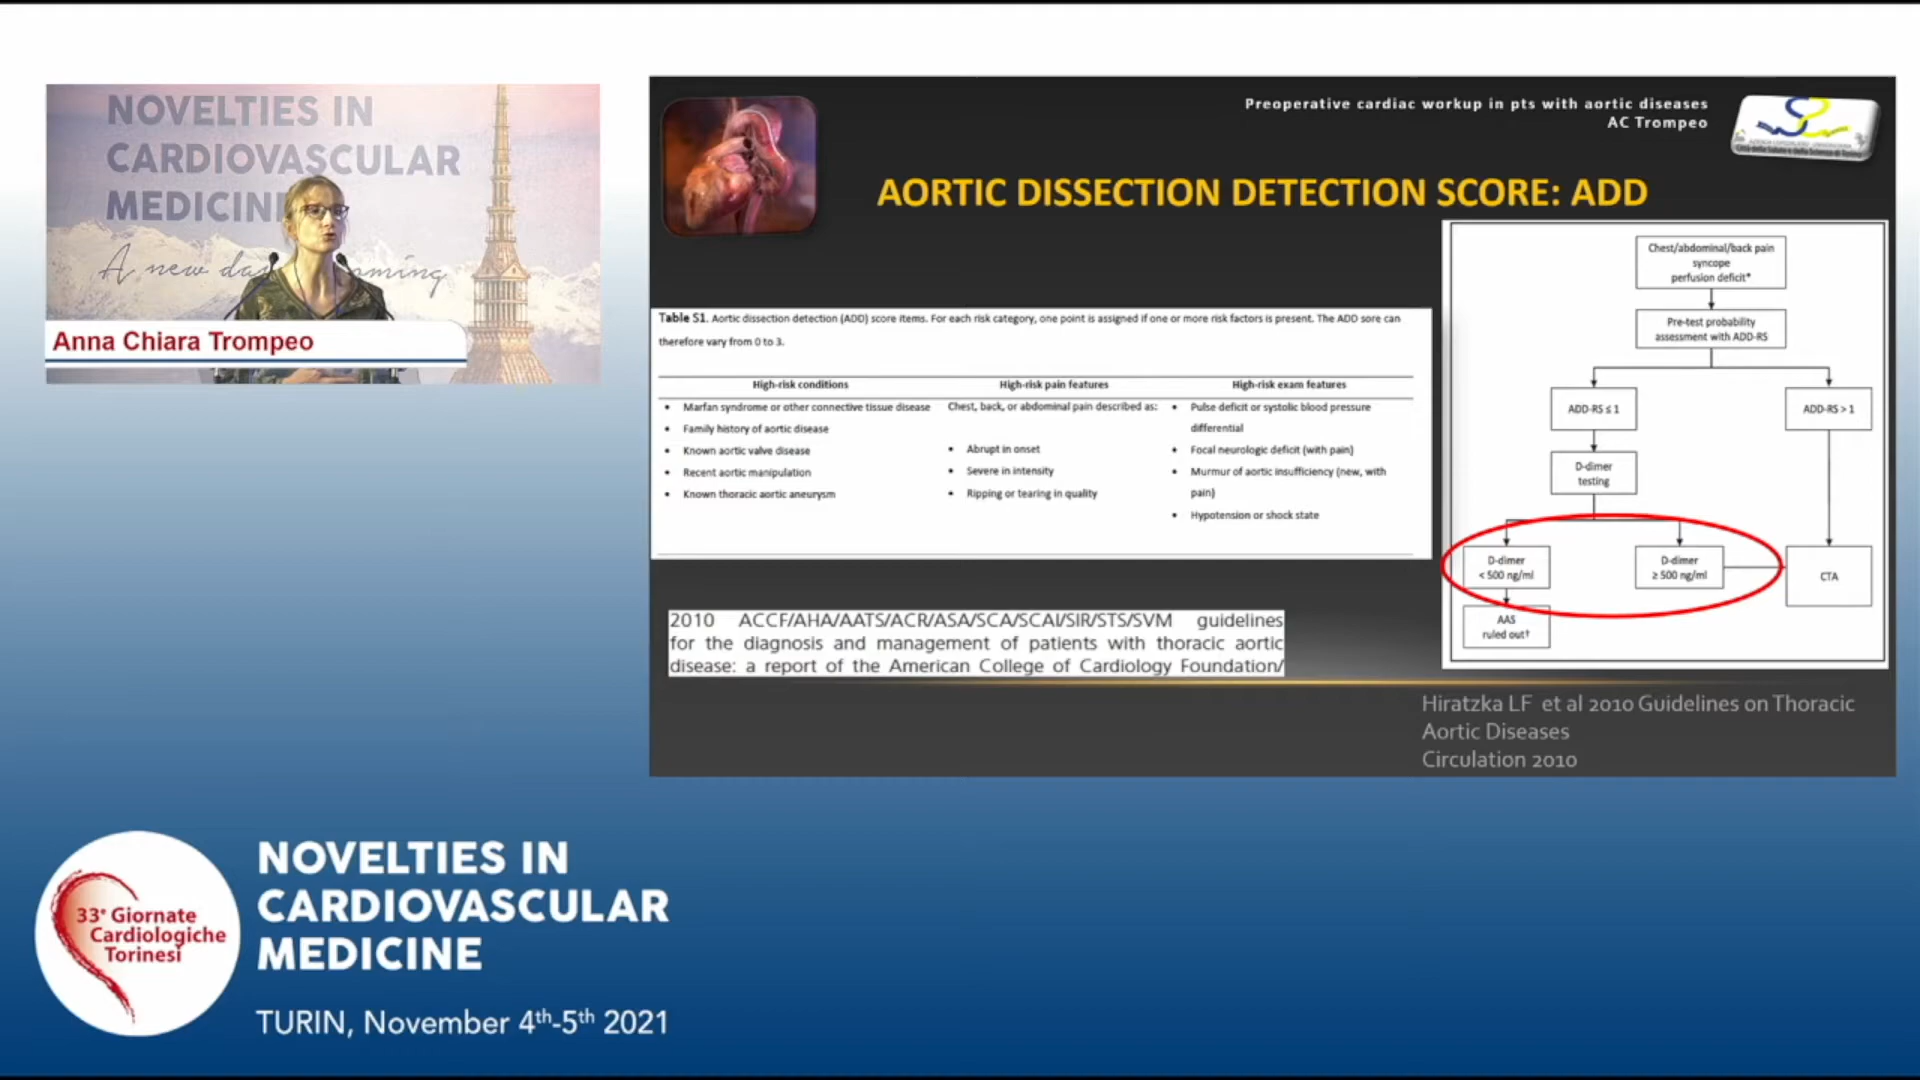 NOVELTIES IN
CARDIOVASCULAR
MEDICINE
A new da
ming
Anna Chiara Trompeo
Preoperative cardiac workup in pts with aortic diseases
AC Trompeo
AORTIC DISSECTION DETECTION SCORE: ADD
Table S1. Aortic dissection detection (ADD) score items. For each risk category, one point is assigned if one or more risk factors is present. The ADD sore can
therefore vary from 0 to 3.
High-risk conditions
• Marfan syndrome or other connective tissue disease
• Family history of aortic disease
• Known aortic valve disease
• Recent aortic manipulation
• Known thoracic aortic aneurysm
High-risk pain features
Chest, back, or abdominal pain described as:
• Abrupt in onset
• Severe in intensity
• Ripping or tearing in quality
High-risk exam features
• Pulse deficit or systolic blood pressure
differential
• Focal neurologic deficit (with pain)
• Murmur of aortic insufficiency (new, with
pain)
• Hypotension or shock state
Chest/abdominal/back pain
syncope
perfusion deficit*
Pre-test probability
assessment with ADD-RS
ADD-RS ≤ 1
ADD-RS > 1
D-dimer
testing
D-dimer
< 500 ng/ml
D-dimer
≥ 500 ng/ml
CTA
AAS
ruled out†
2010 ACCF/AHA/AATS/ACR/ASA/SCA/SCAI/SIR/STS/SVM guidelines
for the diagnosis and management of patients with thoracic aortic
disease: a report of the American College of Cardiology Foundation/
Hiratzka LF et al 2010 Guidelines on Thoracic
Aortic Diseases
Circulation 2010
33° Giornate
Cardiologiche
Torinesi
NOVELTIES IN
CARDIOVASCULAR
MEDICINE
TURIN, November 4th-5th 2021